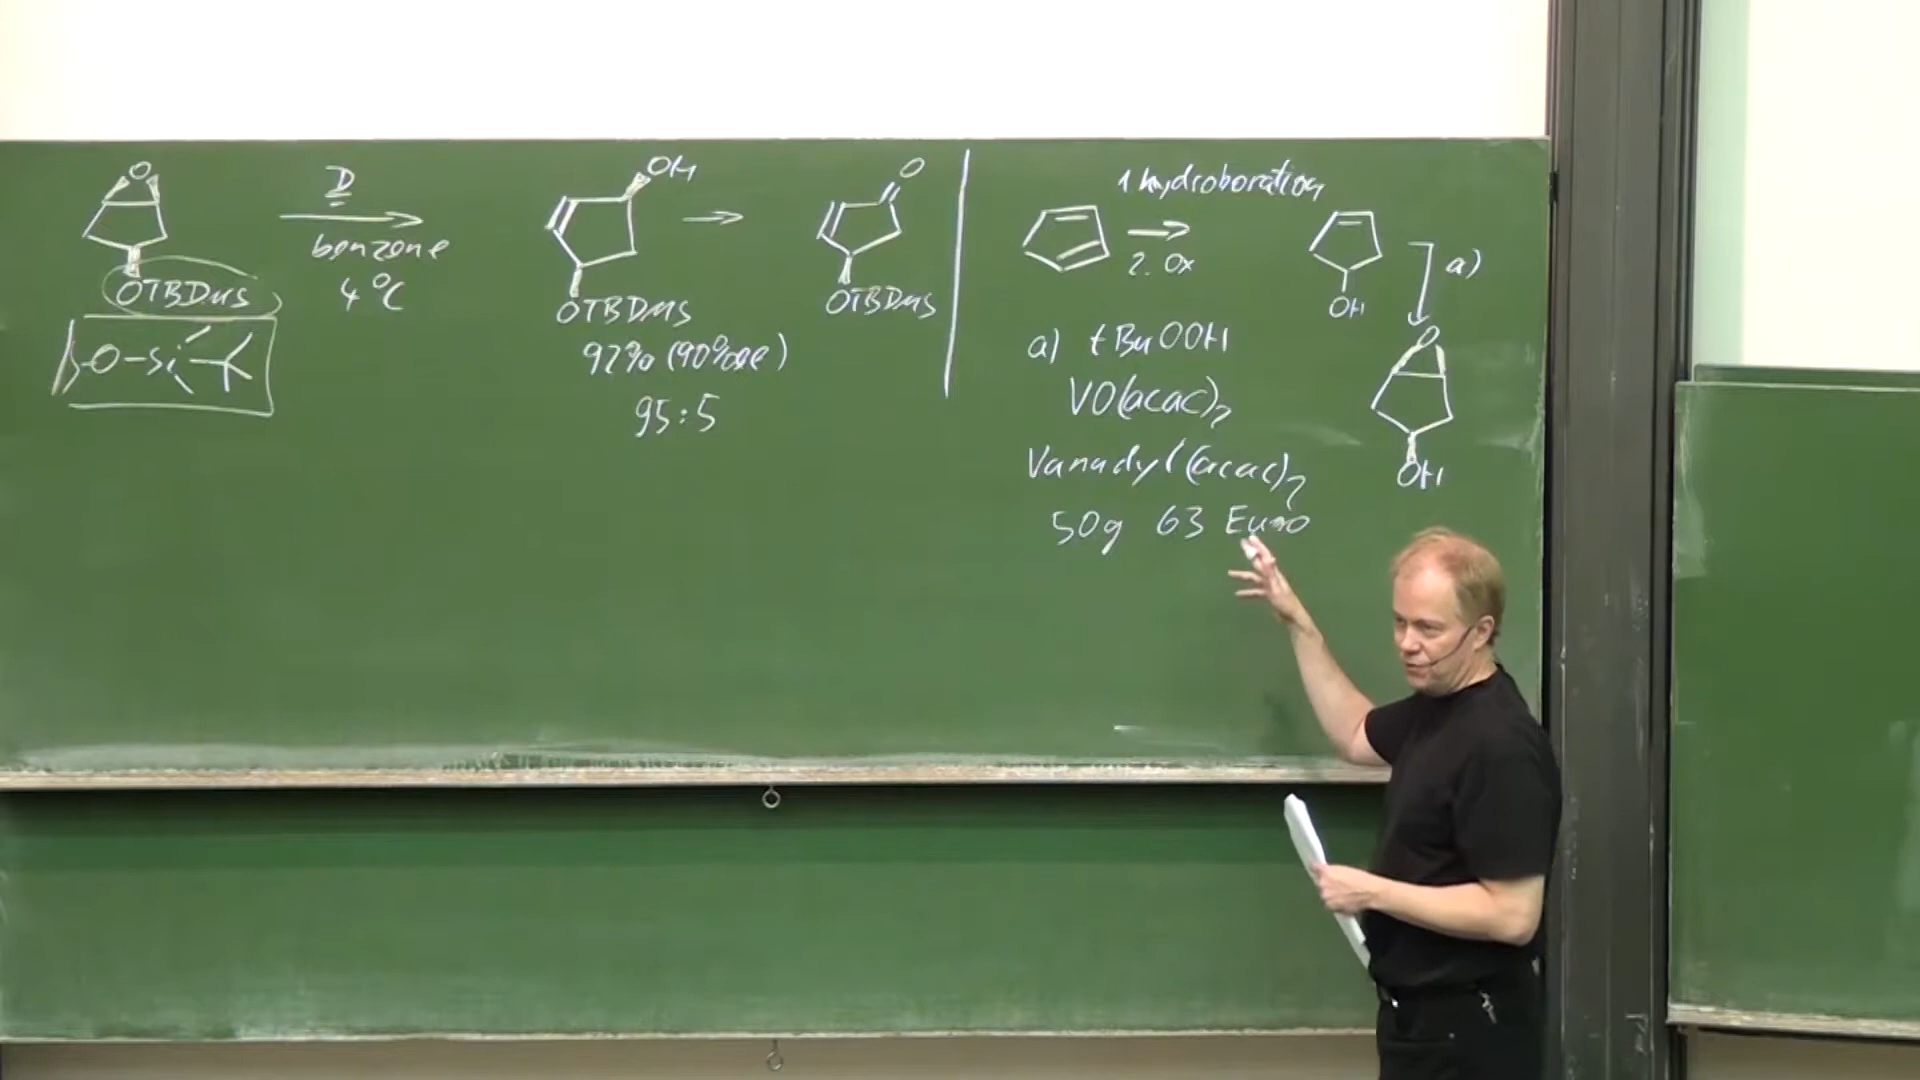 O
OTBDMS
O-Si
D
benzene
4°C
OH
OTBDMS
92% (90% ee)
95:5
O
OTBDMS
1 hydroboration
2. Ox
OH
a)
a) tBuOOH
VO(acac)2
Vanadyl(acac)2
50g 63 Euro
O
OH